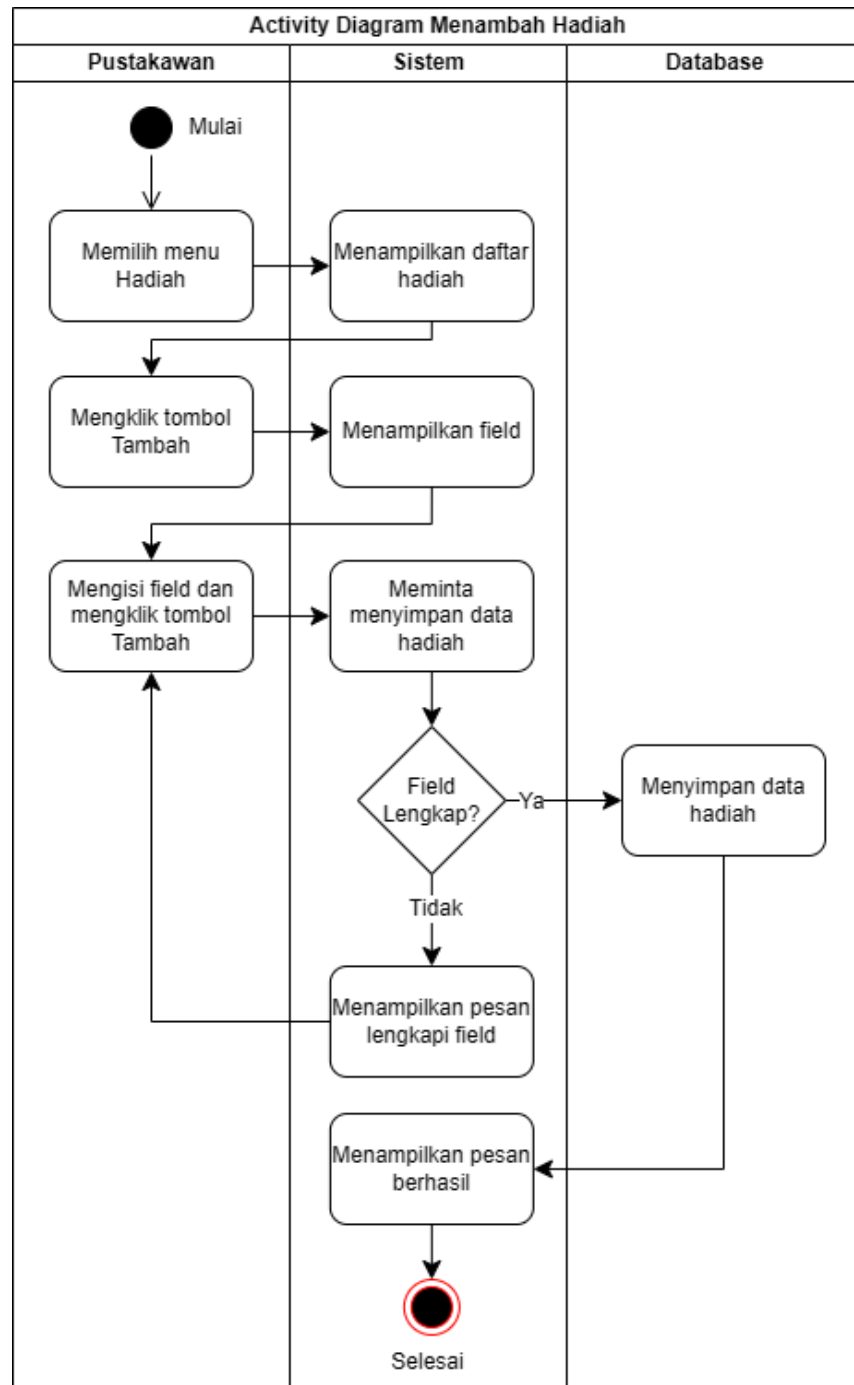 Activity Diagram Menambah Hadiah
Pustakawan
Sistem
Database
Mulai
Memilih menu
Hadiah
Menampilkan daftar
hadiah
Mengklik tombol
Tambah
Menampilkan field
Mengisi field dan
mengklik tombol
Tambah
Meminta
menyimpan data
hadiah
Field
Lengkap?
Ya
Menyimpan data
hadiah
Tidak
Menampilkan pesan
lengkapi field
Menampilkan pesan
berhasil
Selesai